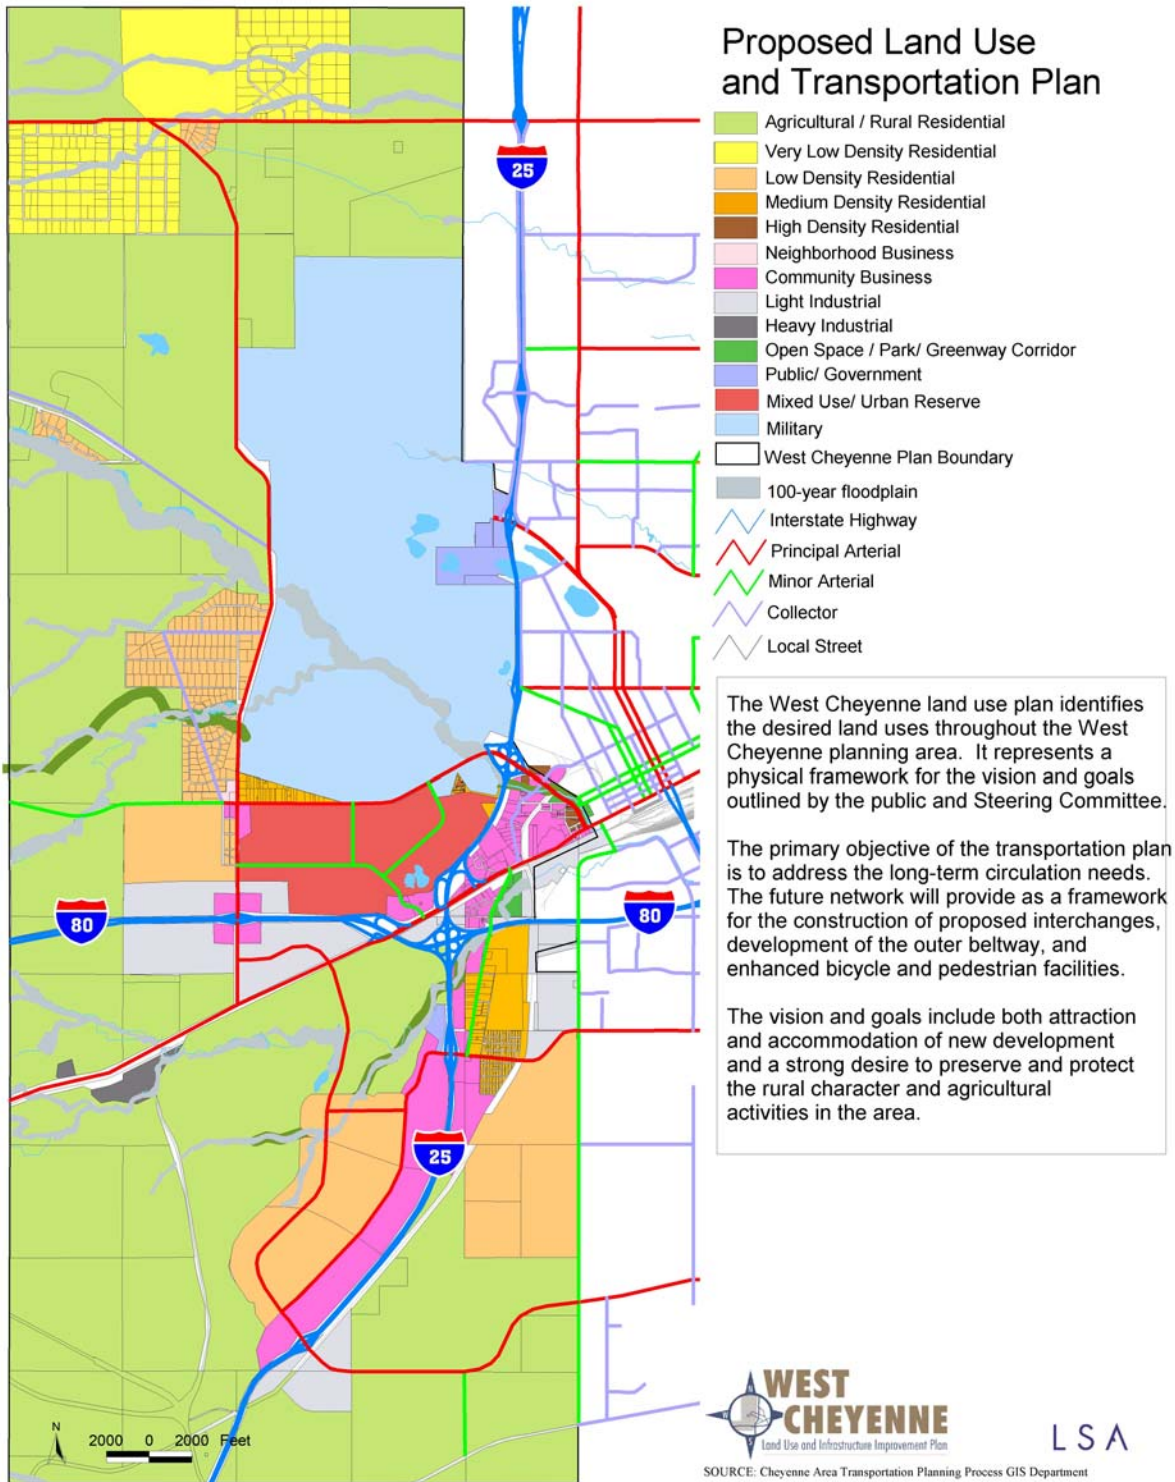 Proposed Land Use
and Transportation Plan
Agricultural / Rural Residential
Very Low Density Residential
Low Density Residential
Medium Density Residential
High Density Residential
Neighborhood Business
Community Business
Light Industrial
Heavy Industrial
Open Space / Park/ Greenway Corridor
Public/ Government
Mixed Use/ Urban Reserve
Military
West Cheyenne Plan Boundary
100-year floodplain
Interstate Highway
Principal Arterial
Minor Arterial
Collector
Local Street
25
80
80
25
The West Cheyenne land use plan identifies
the desired land uses throughout the West
Cheyenne planning area. It represents a
physical framework for the vision and goals
outlined by the public and Steering Committee.
The primary objective of the transportation plan
is to address the long-term circulation needs.
The future network will provide as a framework
for the construction of proposed interchanges,
development of the outer beltway, and
enhanced bicycle and pedestrian facilities.
The vision and goals include both attraction
and accommodation of new development
and a strong desire to preserve and protect
the rural character and agricultural
activities in the area.
N
2000 0 2000 Feet
WEST
CHEYENNE
Land Use and Infrastructure Improvement Plan
LSA
SOURCE: Cheyenne Area Transportation Planning Process GIS Department